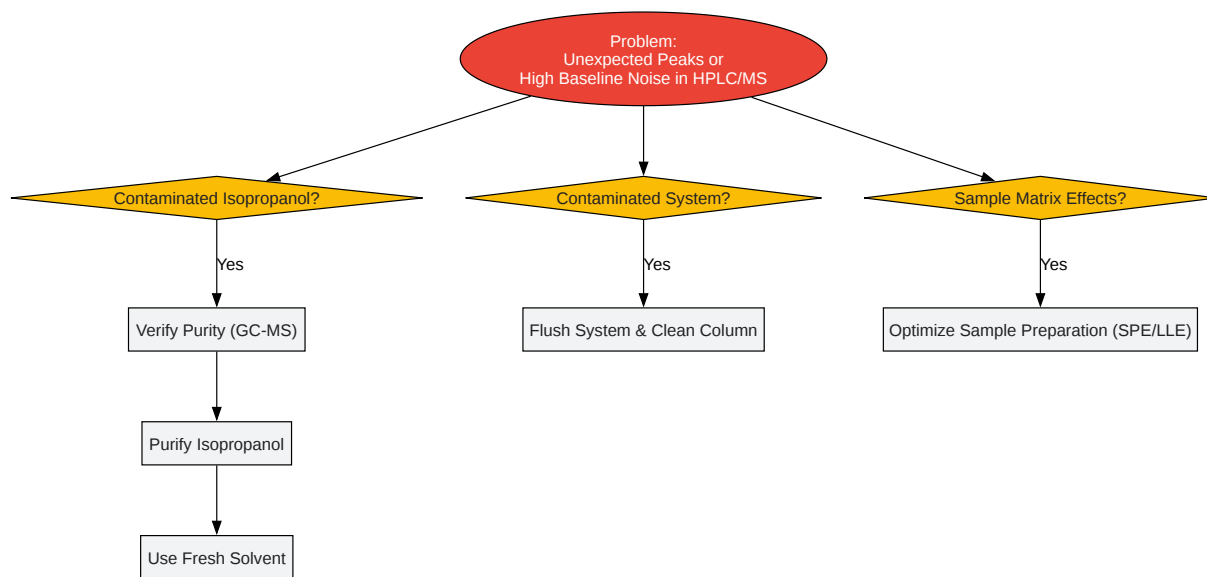 Problem:
Unexpected Peaks or
High Baseline Noise in HPLC/MS
Contaminated Isopropanol?
Contaminated System?
Sample Matrix Effects?
Yes
Yes
Yes
Verify Purity (GC-MS)
Flush System & Clean Column
Optimize Sample Preparation (SPE/LLE)
Purify Isopropanol
Use Fresh Solvent